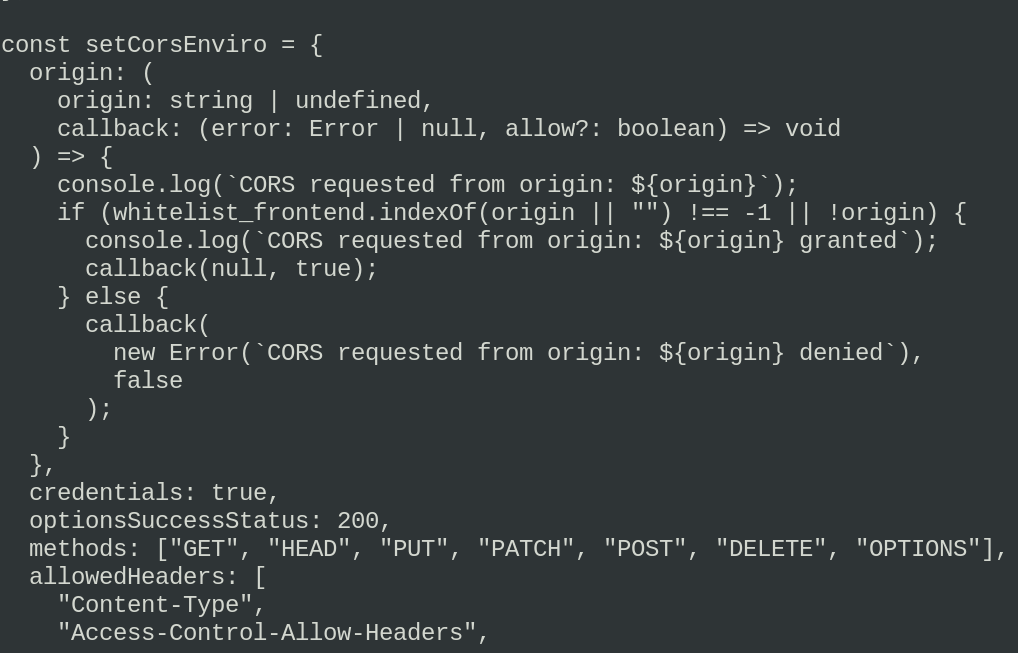 const setCorsEnviro = {
  origin: (
    origin: string | undefined,
    callback: (error: Error | null, allow?: boolean) => void
  ) => {
    console.log(`CORS requested from origin: ${origin}`);
    if (whitelist_frontend.indexOf(origin || "") !== -1 || !origin) {
      console.log(`CORS requested from origin: ${origin} granted`);
      callback(null, true);
    } else {
      callback(
        new Error(`CORS requested from origin: ${origin} denied`),
        false
      );
    }
  },
  credentials: true,
  optionsSuccessStatus: 200,
  methods: ["GET", "HEAD", "PUT", "PATCH", "POST", "DELETE", "OPTIONS"],
  allowedHeaders: [
    "Content-Type",
    "Access-Control-Allow-Headers",